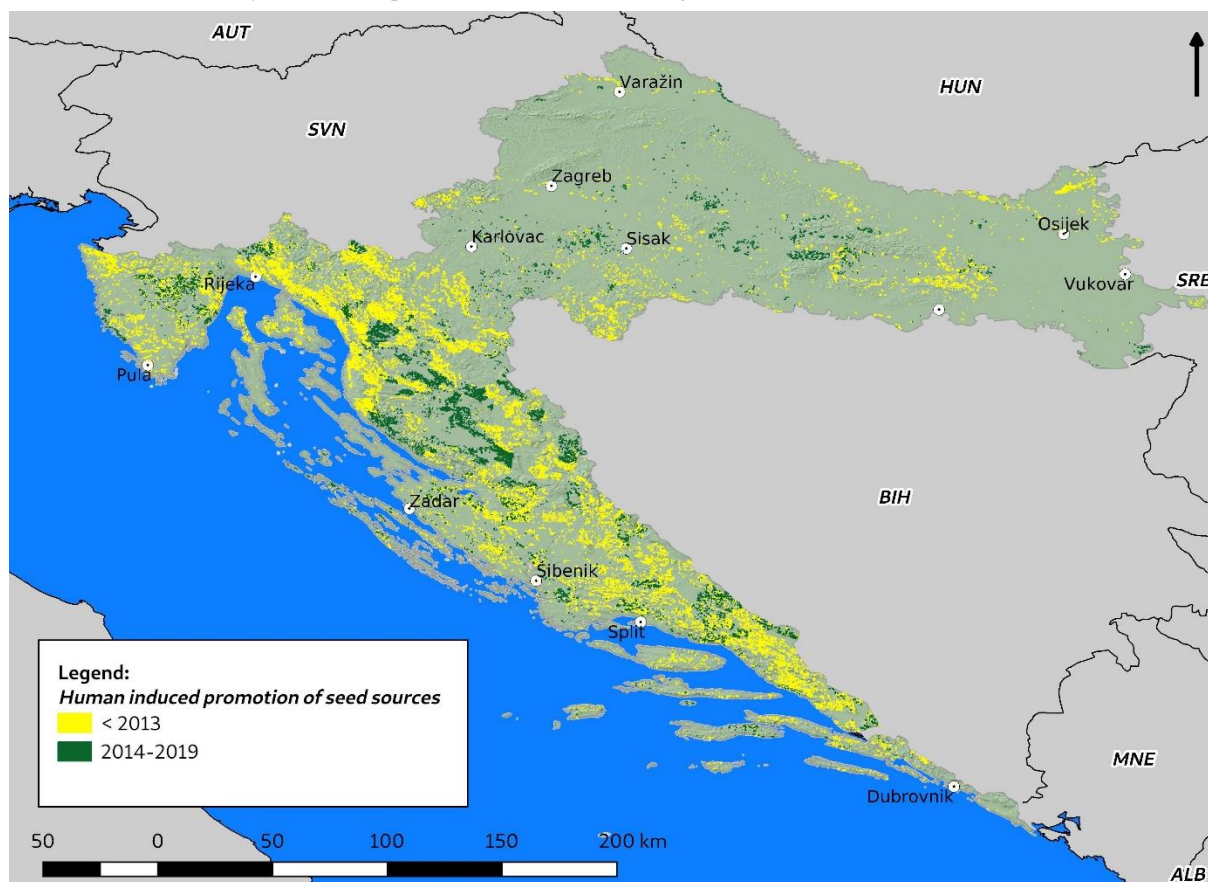 AUT
HUN
Varažin
SVN
Zagreb
Osijek
Karlovac
Sisak
Vukovar
SRB
Rijeka
Pula
BIH
Zadar
Šibenik
Split
Legend:
Human induced promotion of seed sources
< 2013
2014-2019
MNE
Dubrovnik
50 0 50 100 150 200 km
ALB